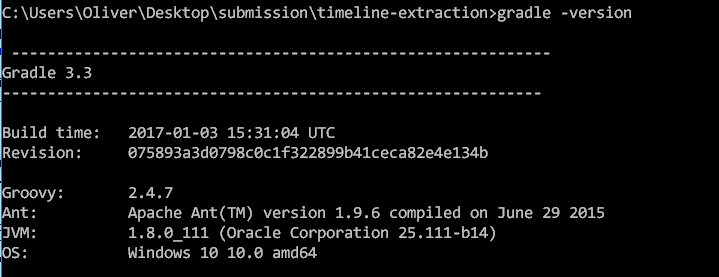 C:\Users\Oliver\Desktop\submission\timeline-extraction>gradle -version
------------------------------------------------------------
Gradle 3.3
------------------------------------------------------------
Build time:   2017-01-03 15:31:04 UTC
Revision:     075893a3d0798c0c1f322899b41ceca82e4e134b
Groovy:       2.4.7
Ant:          Apache Ant(TM) version 1.9.6 compiled on June 29 2015
JVM:          1.8.0_111 (Oracle Corporation 25.111-b14)
OS:           Windows 10 10.0 amd64